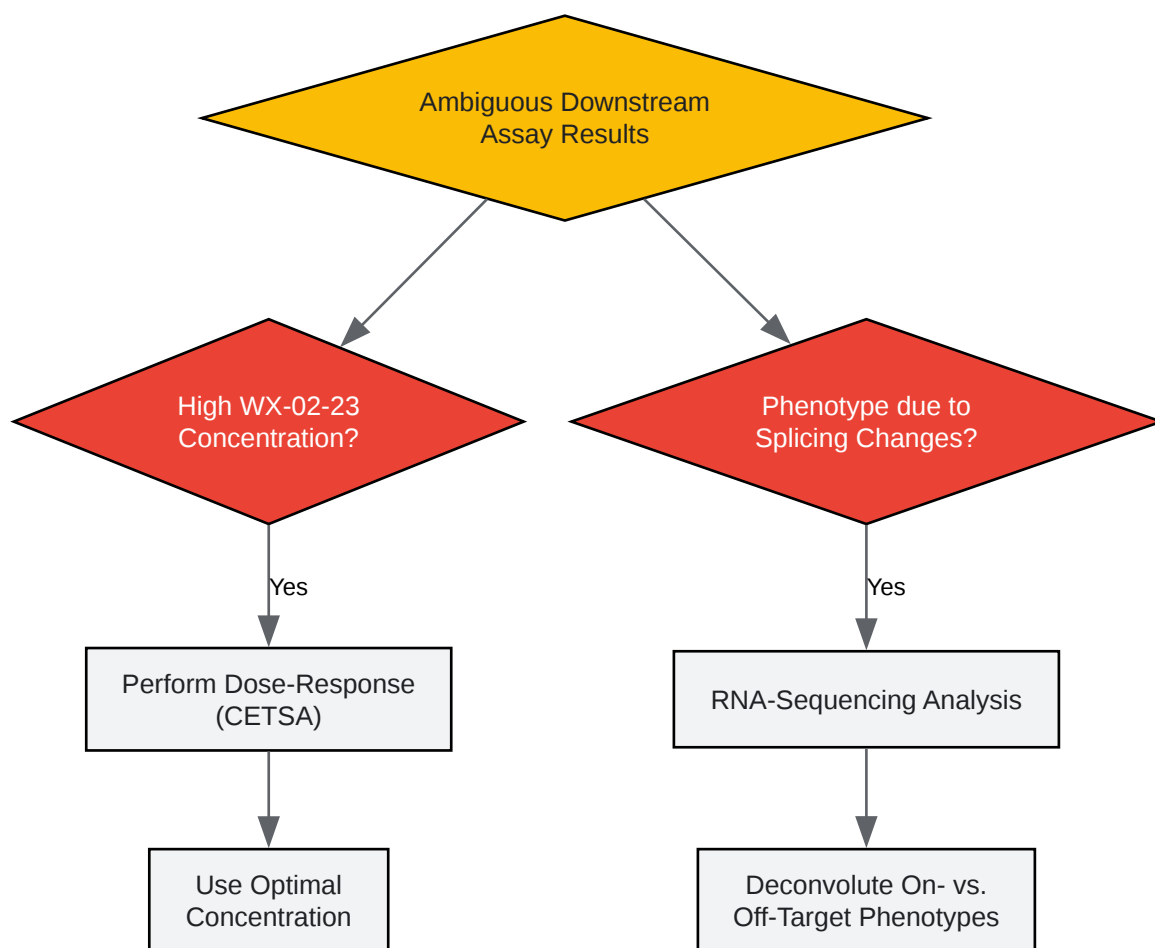 Ambiguous Downstream
Assay Results
High WX-02-23
Concentration?
Phenotype due to
Splicing Changes?
Yes
Yes
Perform Dose-Response
(CETSA)
RNA-Sequencing Analysis
Use Optimal
Concentration
Deconvolute On- vs.
Off-Target Phenotypes